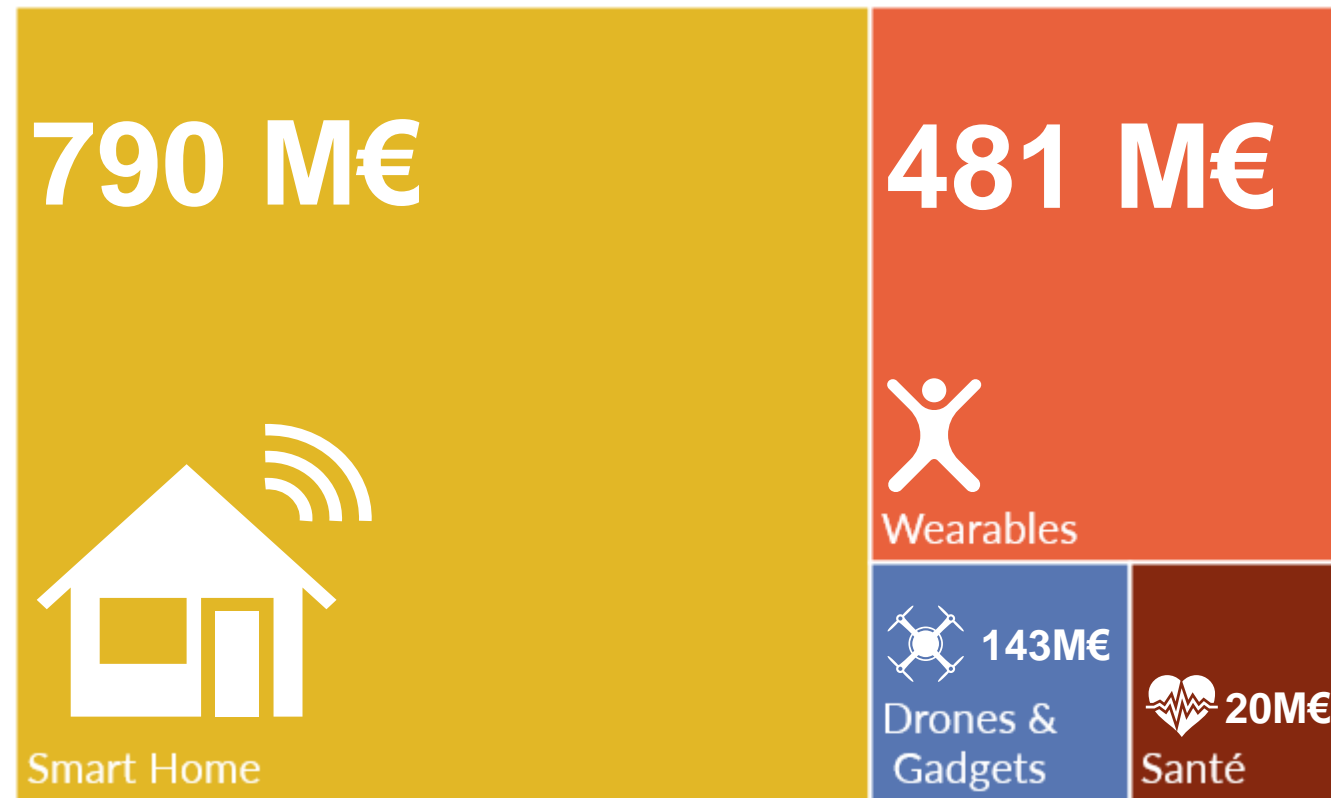 790 M€
Smart Home
481 M€
Wearables
143M€
Drones &
Gadgets
20M€
Santé